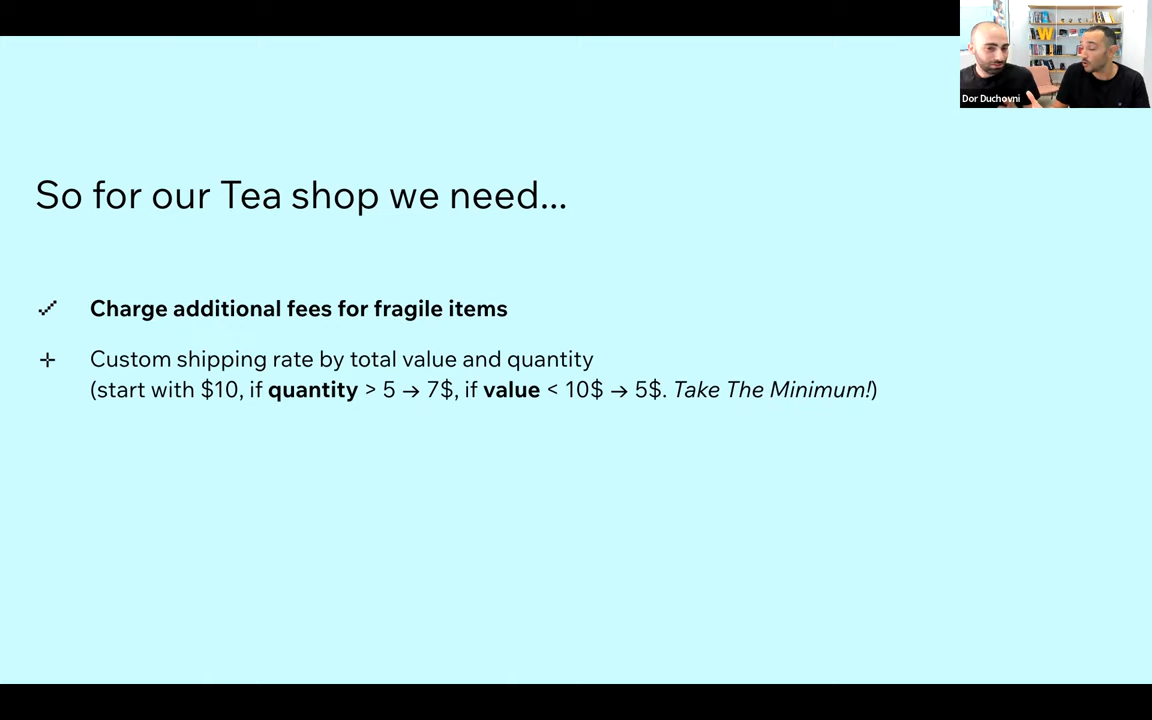 Dor Duchovni
So for our Tea shop we need...
Charge additional fees for fragile items
Custom shipping rate by total value and quantity
(start with $10, if quantity > 5 → 7$, if value < 10$ → 5$. Take The Minimum!)